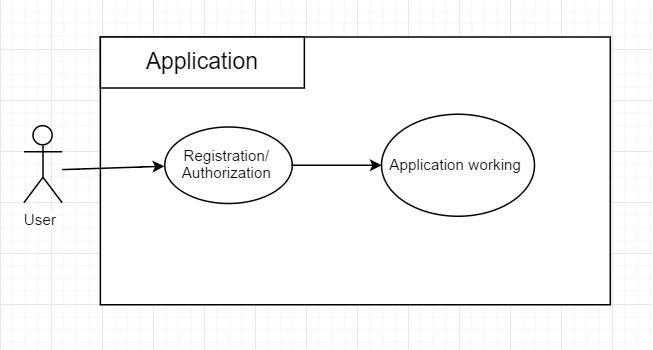 Application
Registration/
Authorization
Application working
User